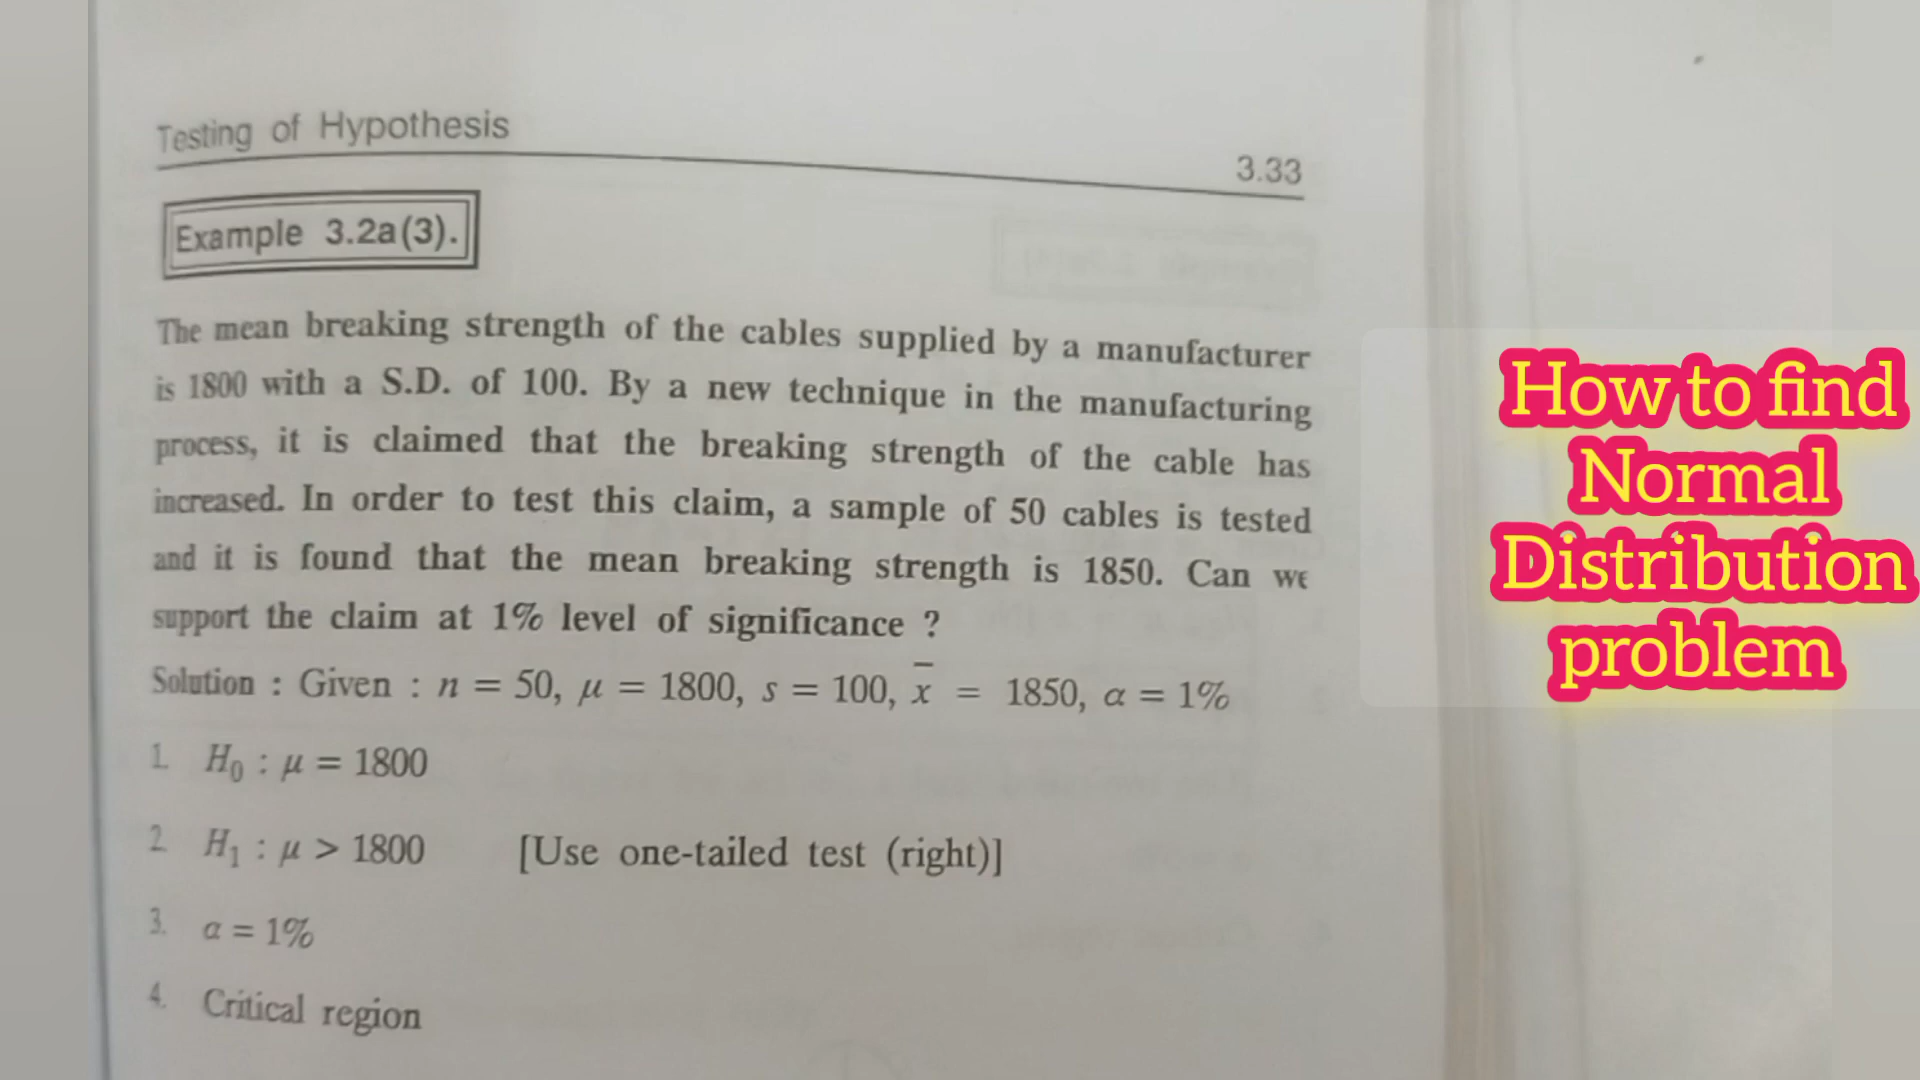 Testing of Hypothesis
3.33
Example 3.2a(3).
The mean breaking strength of the cables supplied by a manufacturer
is 1800 with a S.D. of 100. By a new technique in the manufacturing
process, it is claimed that the breaking strength of the cable has
increased. In order to test this claim, a sample of 50 cables is tested
and it is found that the mean breaking strength is 1850. Can we
support the claim at 1% level of significance ?
Solution : Given : n = 50, μ = 1800, s = 100, x̄ = 1850, α = 1%
1. H₀ : μ = 1800
2. H₁ : μ > 1800 [Use one-tailed test (right)]
3. α = 1%
4. Critical region
How to find
Normal
Distribution
problem